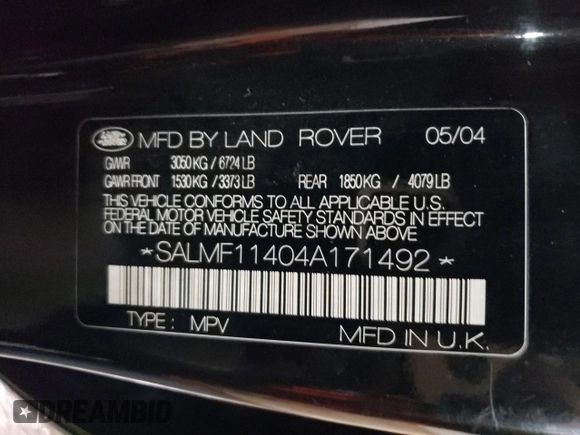 LAND ROVER
MFD BY LAND ROVER 05/04
GVVR 3050 KG / 6724 LB
GAWR FRONT 1530 KG / 3373 LB REAR 1850 KG / 4079 LB
THIS VEHICLE CONFORMS TO ALL APPLICABLE U.S.
FEDERAL MOTOR VEHICLE SAFETY STANDARDS IN EFFECT
ON THE DATE OF MANUFACTURE SHOWN ABOVE.
*SALMF11404A171492*
TYPE : MPV MFD IN U.K.
DREAMBID